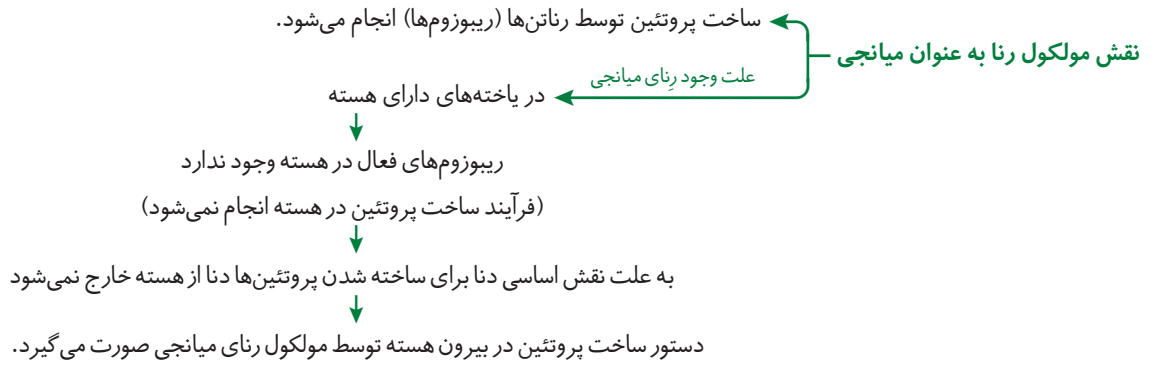 ساخت پروتئین توسط رناتن‌ها (ریبوزوم‌ها) انجام می‌شود.
نقش مولکول رنا به عنوان میانجی
علت وجود رِنای میانجی
در یاخته‌های دارای هسته
ریبوزوم‌های فعال در هسته وجود ندارد
(فرآیند ساخت پروتئین در هسته انجام نمی‌شود)
به علت نقش اساسی دنا برای ساخته شدن پروتئین‌ها دنا از هسته خارج نمی‌شود
دستور ساخت پروتئین در بیرون هسته توسط مولکول رنای میانجی صورت می‌گیرد.